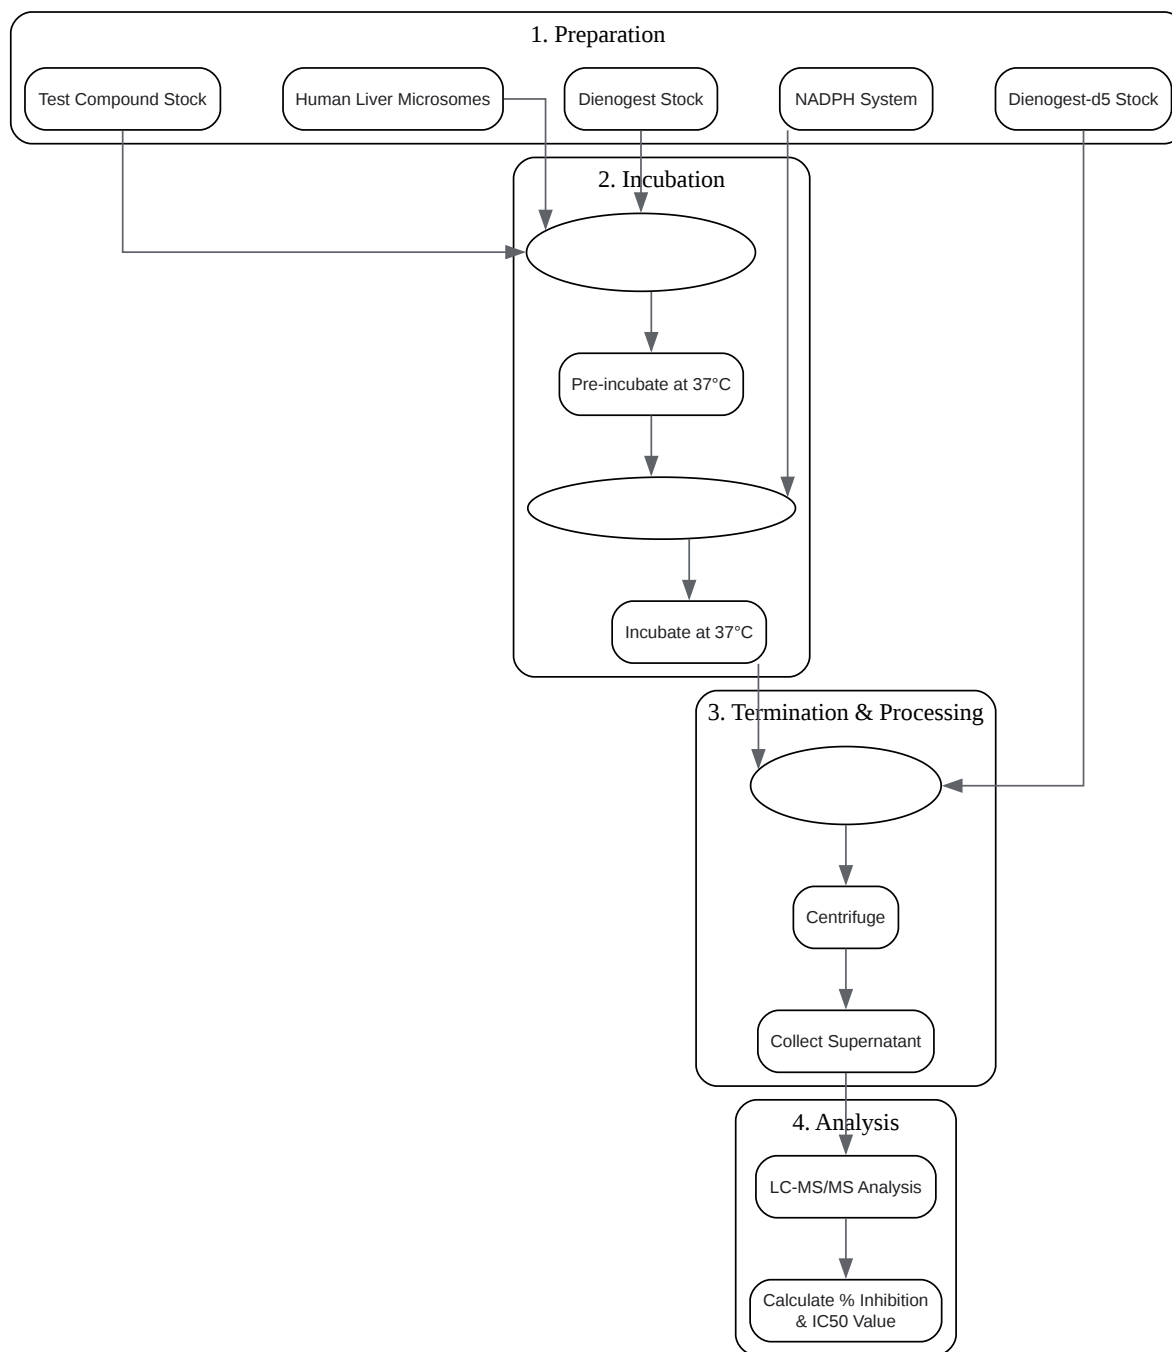 1. Preparation
Test Compound Stock
Human Liver Microsomes
Dienogest Stock
NADPH System
Dienogest-d5 Stock
2. Incubation
Pre-incubate at 37°C
Incubate at 37°C
3. Termination & Processing
Centrifuge
Collect Supernatant
4. Analysis
LC-MS/MS Analysis
Calculate % Inhibition
& IC50 Value